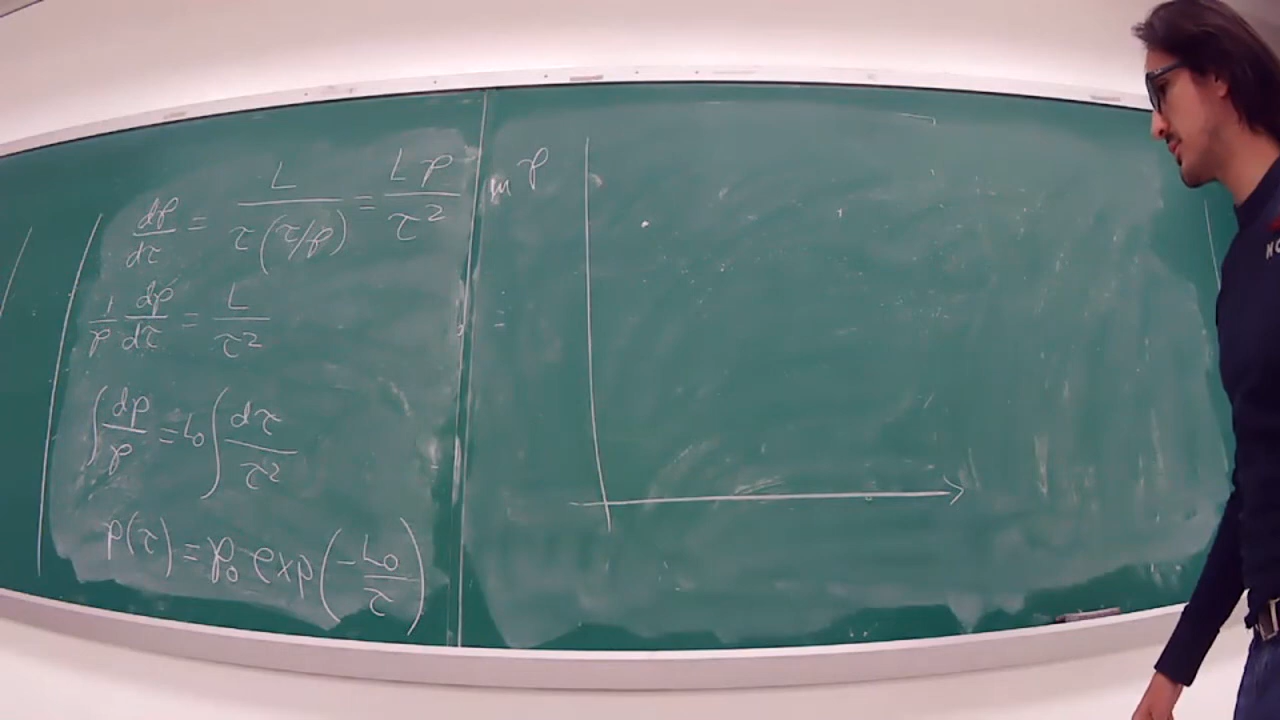 dp/dτ = L/(τ(τ/p)) = Lp/τ²
1/p dp/dτ = L/τ²
∫ dp/p = L₀ ∫ dτ/τ²
p(τ) = p₀ exp(-L₀/τ)
ln p